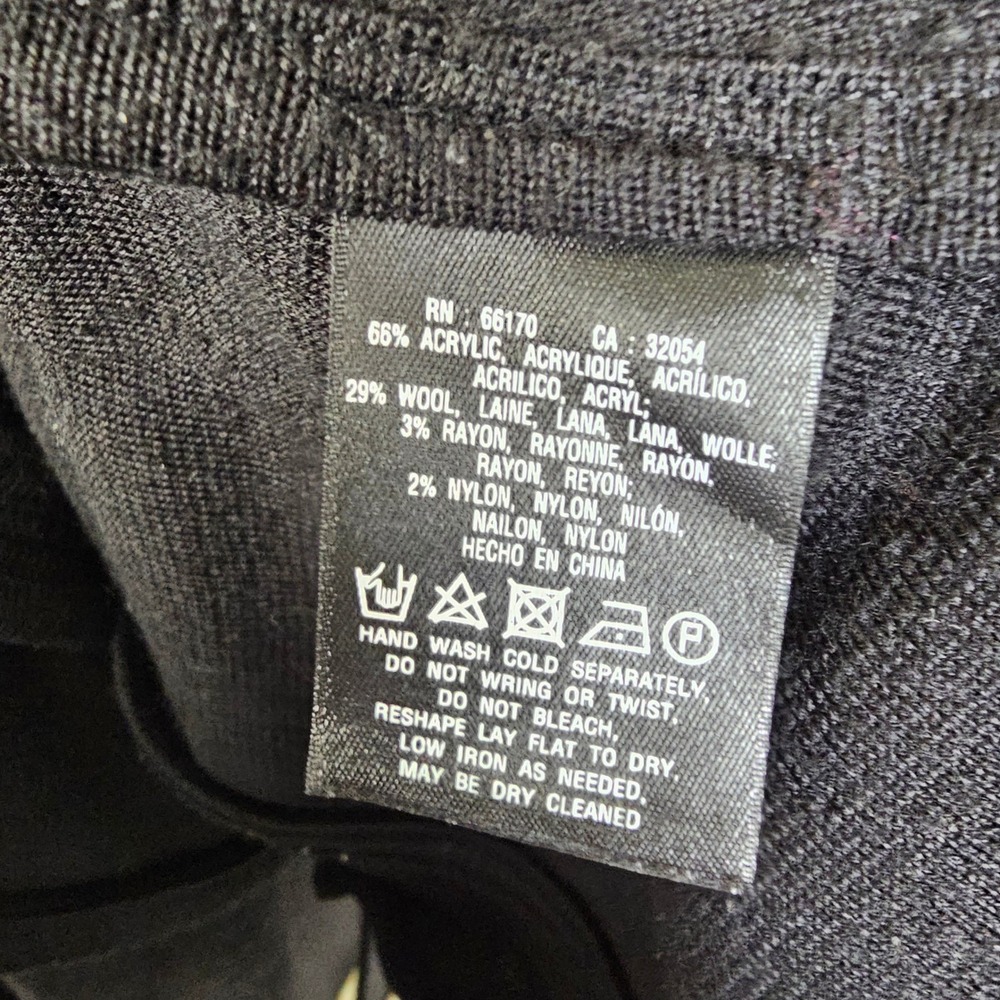 RN : 66170 CA : 32054
66% ACRYLIC, ACRYLIQUE, ACRÍLICO,
ACRILICO, ACRYL;
29% WOOL, LAINE, LANA, LANA, WOLLE;
3% RAYON, RAYONNE, RAYÓN,
RAYON, REYON;
2% NYLON, NYLON, NILÓN,
NAILON, NYLON
HECHO EN CHINA
P
HAND WASH COLD SEPARATELY,
DO NOT WRING OR TWIST.
DO NOT BLEACH,
RESHAPE LAY FLAT TO DRY,
LOW IRON AS NEEDED,
MAY BE DRY CLEANED